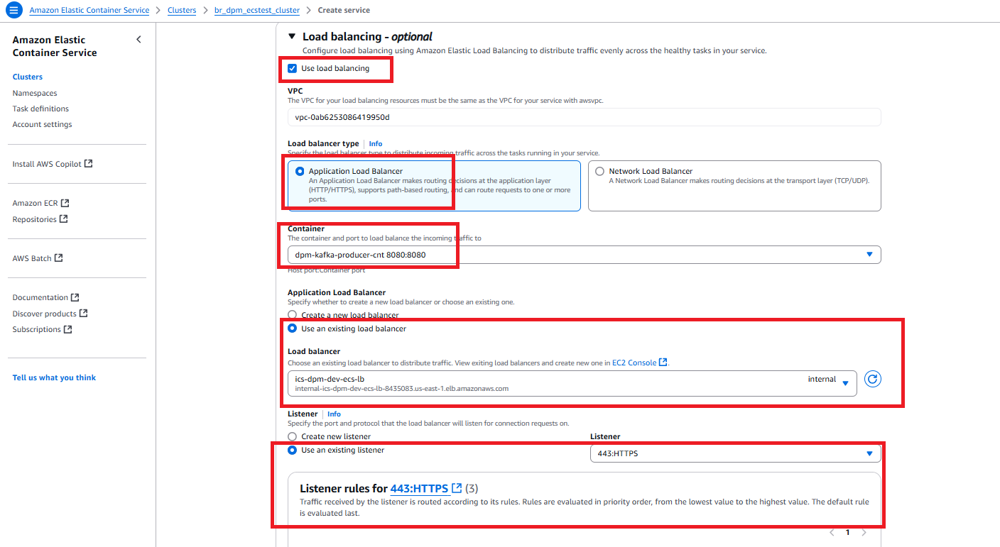 Amazon Elastic Container Service > Clusters > br_dpm_ecstest_cluster > Create service
Amazon Elastic
Container Service
Clusters
Namespaces
Task definitions
Account settings
Install AWS Copilot
Amazon ECR
Repositories
AWS Batch
Documentation
Discover products
Subscriptions
Tell us what you think
Load balancing - optional
Configure load balancing using Amazon Elastic Load Balancing to distribute traffic evenly across the healthy tasks in your service.
Use load balancing
VPC
The VPC for your load balancing resources must be the same as the VPC for your service with awsvpc.
vpc-0ab6253086419950d
Load balancer type | Info
Specify the load balancer type to distribute incoming traffic across the tasks running in your service.
Application Load Balancer
An Application Load Balancer makes routing decisions at the application layer
(HTTP/HTTPS), supports path-based routing, and can route requests to one or more
ports.
Network Load Balancer
A Network Load Balancer makes routing decisions at the transport layer (TCP/UDP).
Container
The container and port to load balance the incoming traffic to
dpm-kafka-producer-cnt 8080:8080
Host port:Container port
Application Load Balancer
Specify whether to create a new load balancer or choose an existing one.
Create a new load balancer
Use an existing load balancer
Load balancer
Choose an existing load balancer to distribute traffic. View exiting load balancers and create new one in EC2 Console.
ics-dpm-dev-ecs-lb internal
internal-ics-dpm-dev-ecs-lb-8435083.us-east-1.elb.amazonaws.com
Listener | Info
Specify the port and protocol that the load balancer will listen for connection requests on.
Create new listener
Use an existing listener
Listener
443:HTTPS
Listener rules for 443:HTTPS (3)
Traffic received by the listener is routed according to its rules. Rules are evaluated in priority order, from the lowest value to the highest value. The default rule
is evaluated last.
< 1 >